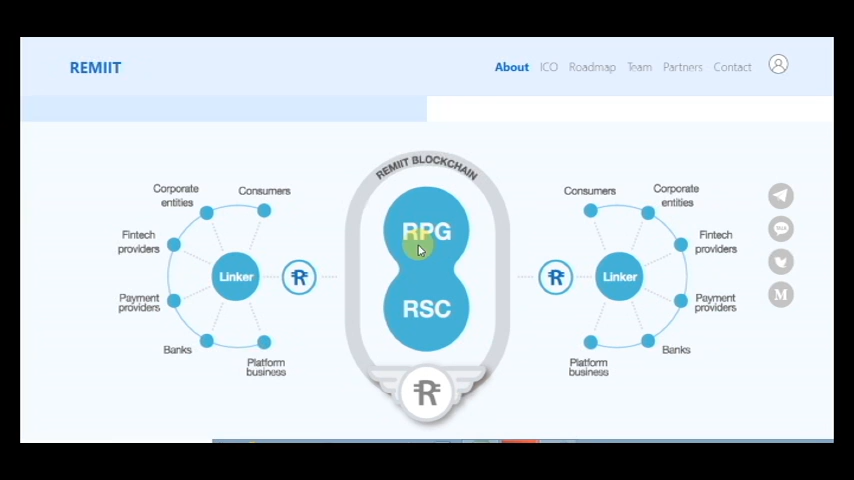 REMIIT
About ICO Roadmap Team Partners Contact
REMIIT BLOCKCHAIN
RPG
RSC
Corporate
entities
Consumers
Fintech
providers
Linker
Payment
providers
Banks
Platform
business
Consumers
Corporate
entities
Fintech
providers
Linker
Payment
providers
Banks
Platform
business
TALK
M